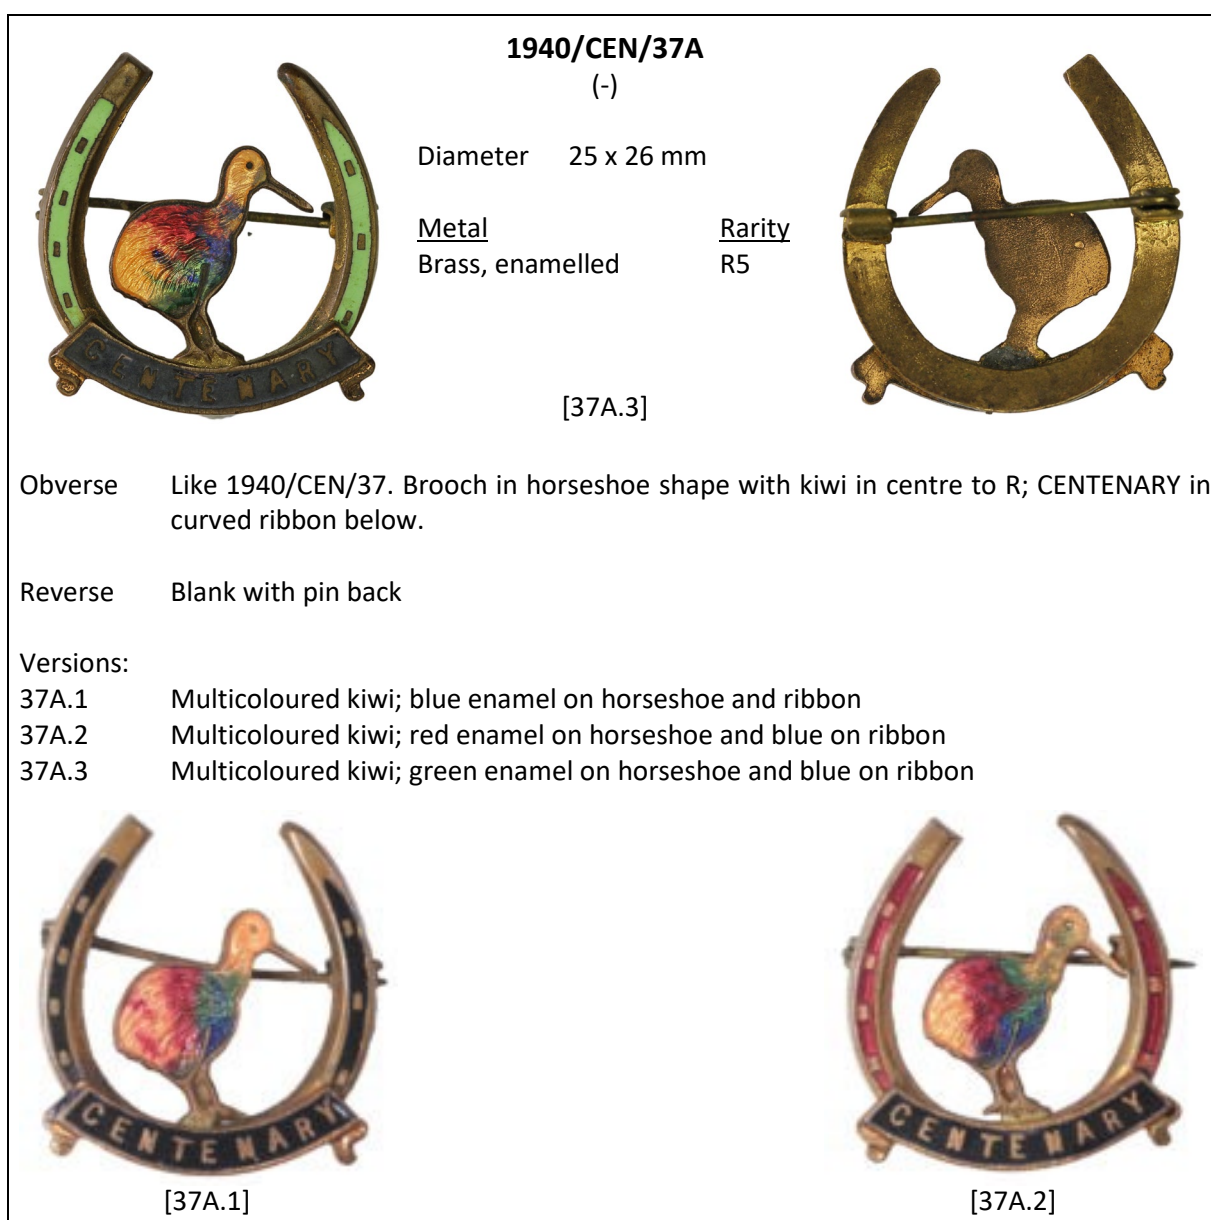 1940/CEN/37A
(-)
CENTENARY
Diameter 25 x 26 mm
Metal Rarity
Brass, enamelled R5
[37A.3]
Obverse Like 1940/CEN/37. Brooch in horseshoe shape with kiwi in centre to R; CENTENARY in
curved ribbon below.
Reverse Blank with pin back
Versions:
37A.1 Multicoloured kiwi; blue enamel on horseshoe and ribbon
37A.2 Multicoloured kiwi; red enamel on horseshoe and blue on ribbon
37A.3 Multicoloured kiwi; green enamel on horseshoe and blue on ribbon
CENTENARY
CENTENARY
[37A.1] [37A.2]